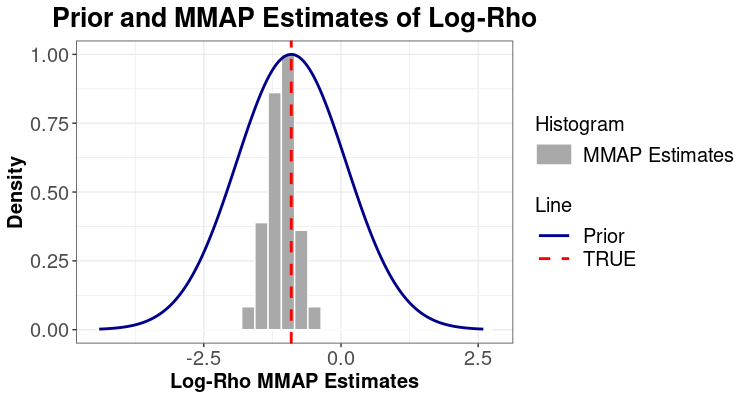 Prior and MMAP Estimates of Log-Rho
1.00
0.75
0.50
0.25
0.00
Density
-2.5 0.0 2.5
Log-Rho MMAP Estimates
Histogram
MMAP Estimates
Line
Prior
TRUE